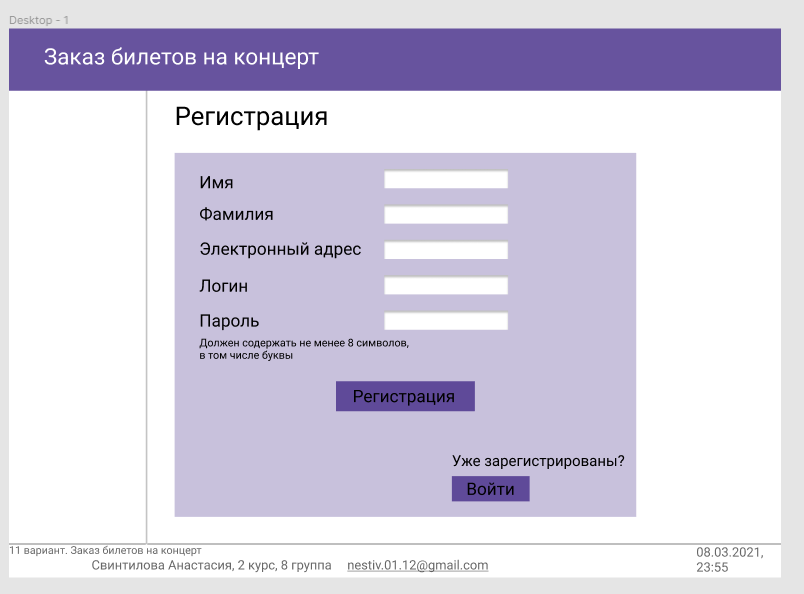 Desktop - 1
Заказ билетов на концерт
Регистрация
Имя
Фамилия
Электронный адрес
Логин
Пароль
Должен содержать не менее 8 символов,
в том числе буквы
Регистрация
Уже зарегистрированы?
Войти
11 вариант. Заказ билетов на концерт
Свинтилова Анастасия, 2 курс, 8 группа nestiv.01.12@gmail.com
08.03.2021,
23:55